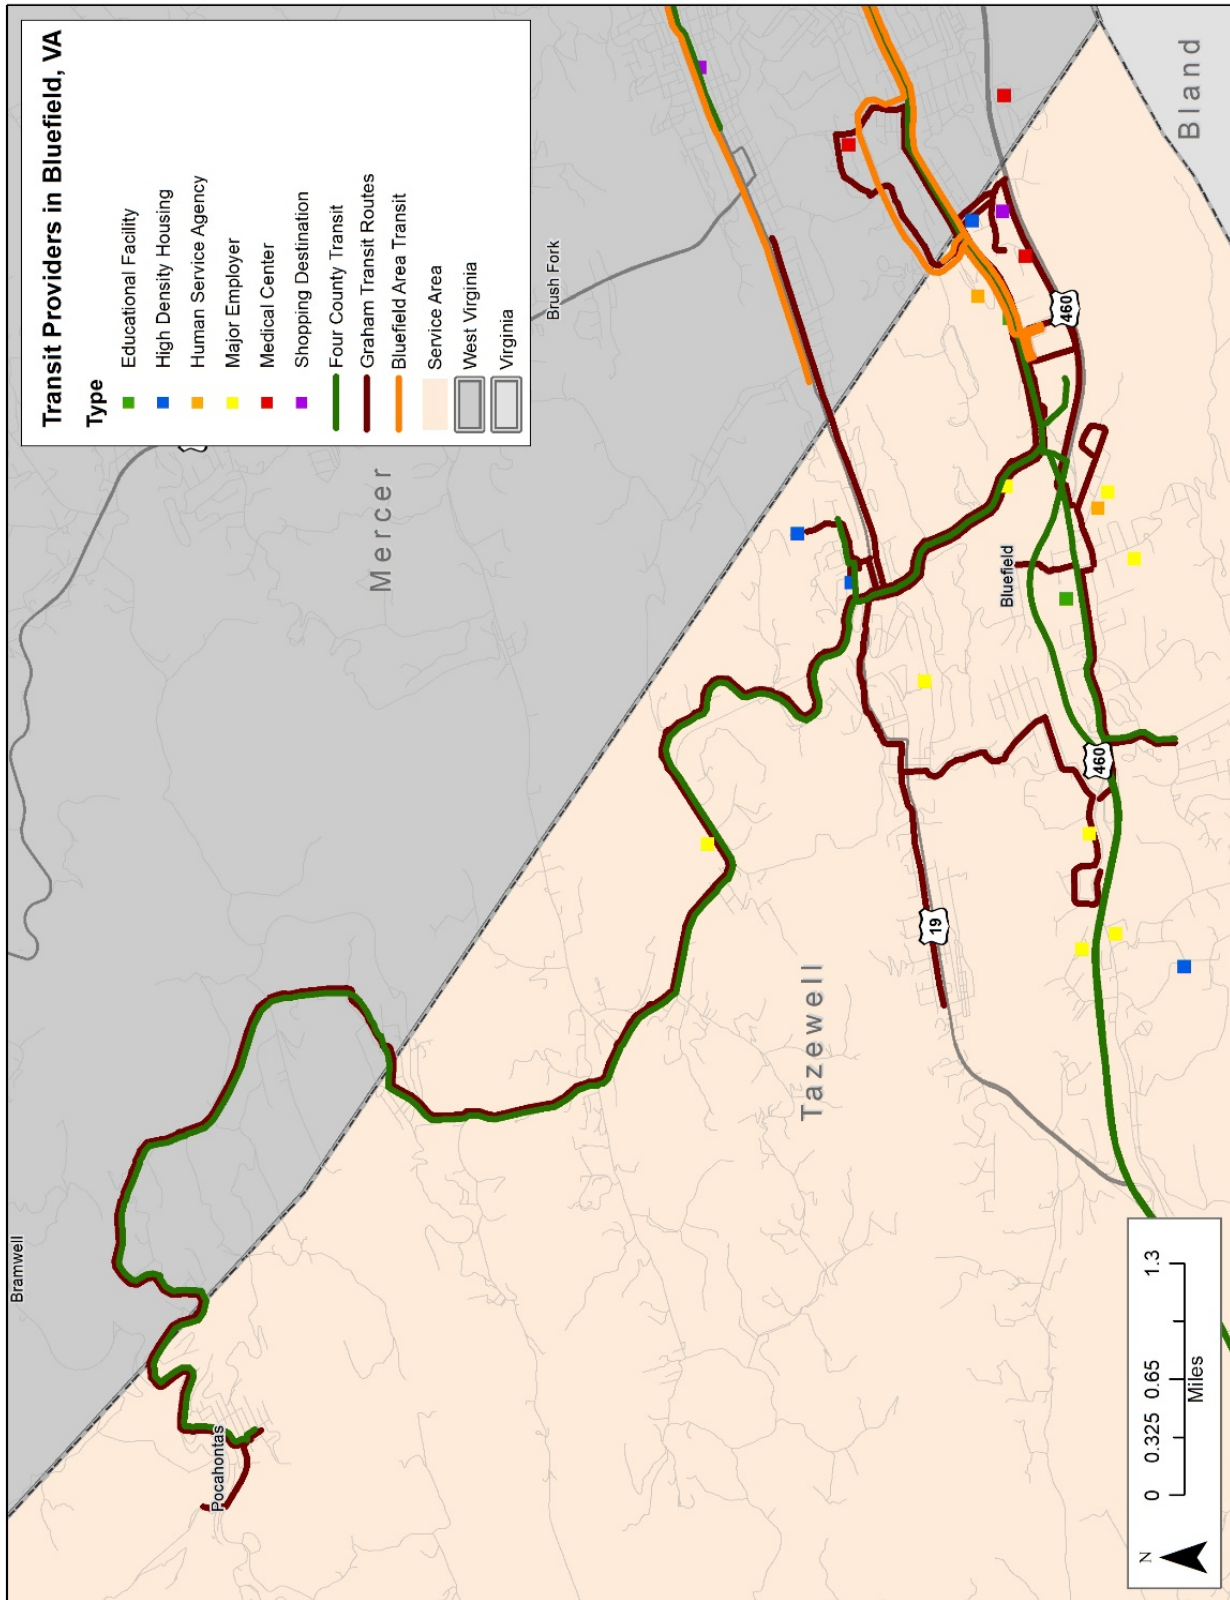 Transit Providers in Bluefield, VA
Type
Educational Facility
High Density Housing
Human Service Agency
Major Employer
Medical Center
Shopping Destination
Four County Transit
Graham Transit Routes
Bluefield Area Transit
Service Area
West Virginia
Virginia
Bramwell
Mercer
Brush Fork
Pocahontas
Bland
Bluefield
460
460
19
Tazewell
N
0 0.325 0.65 1.3
Miles